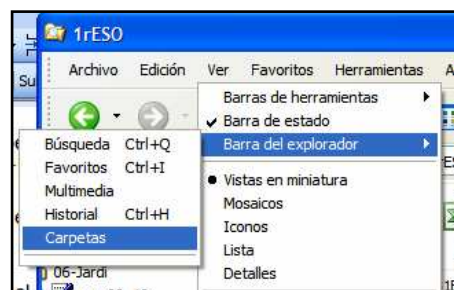 1rESO
Archivo Edición Ver Favoritos Herramientas A
Su
Barras de herramientas
Barra de estado
Barra del explorador
Búsqueda Ctrl+Q
Favoritos Ctrl+I
Multimedia
Historial Ctrl+H
Carpetas
Vistas en miniatura
Mosaicos
Iconos
Lista
Detalles
06-Jardi